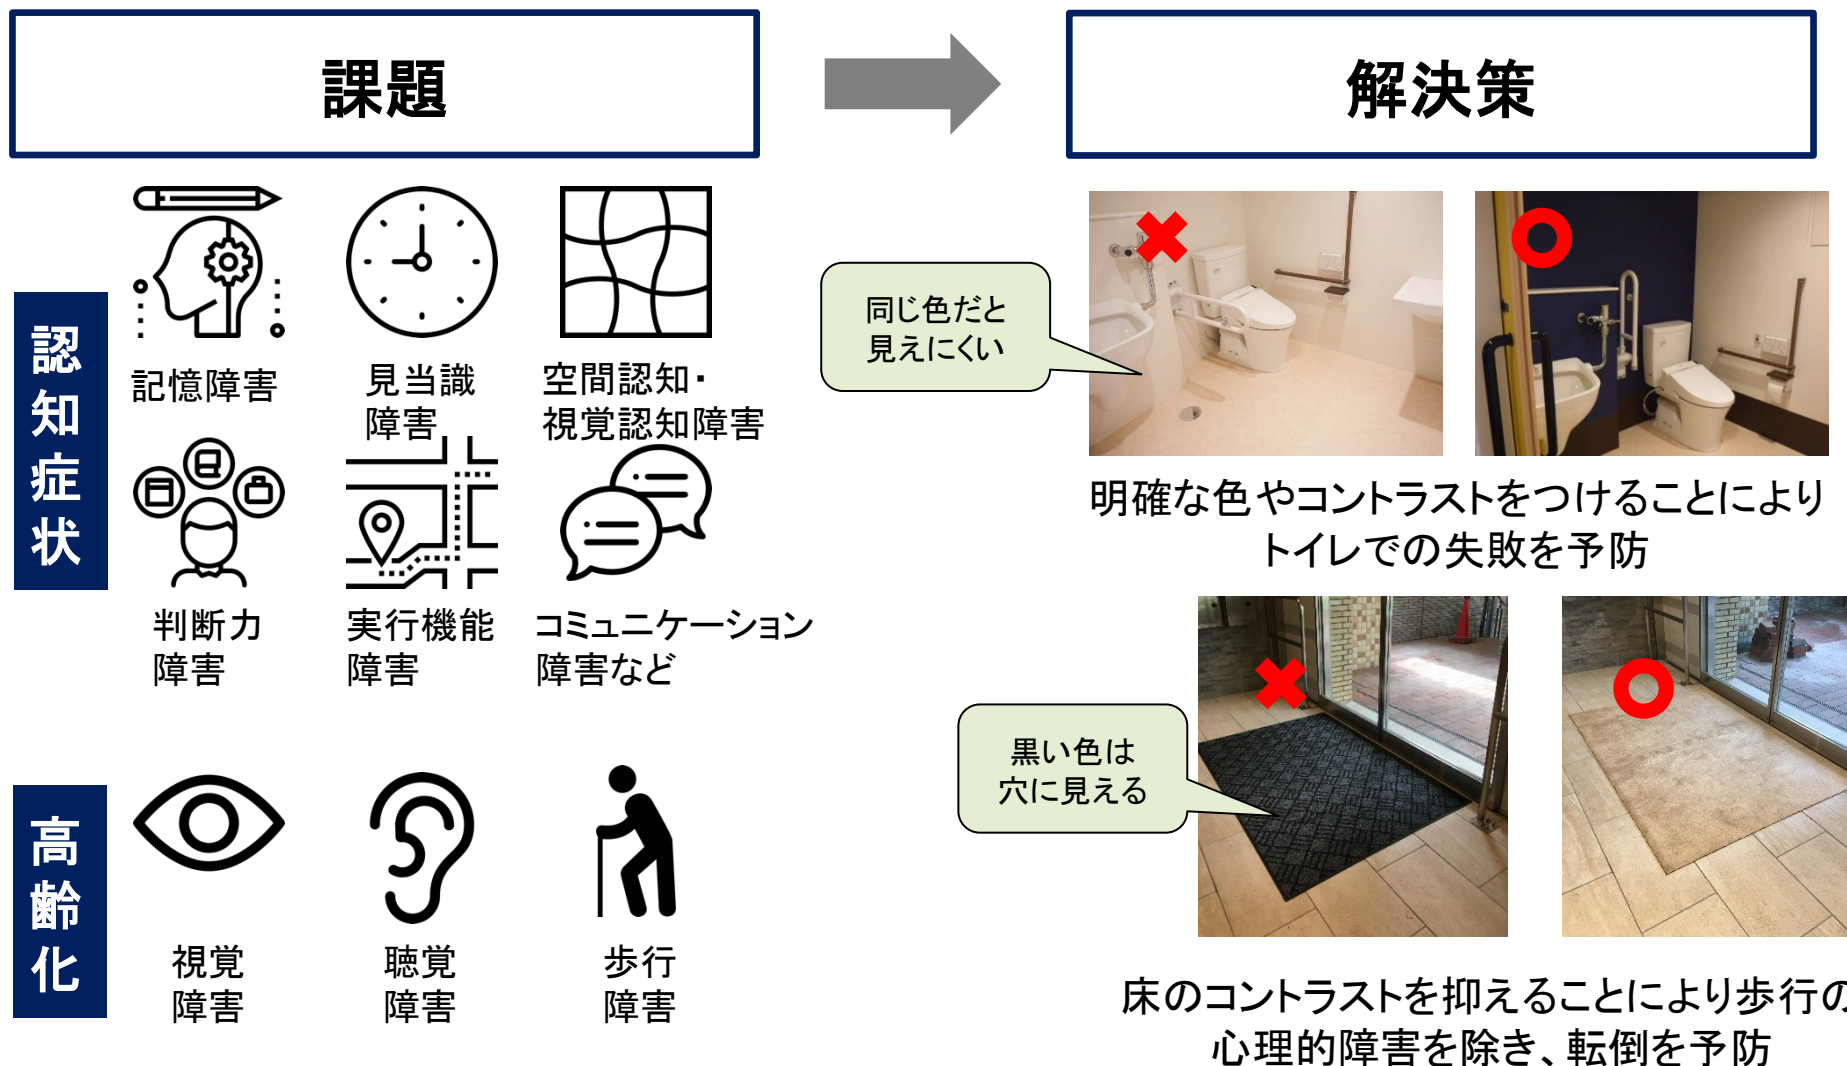 課題
解決策
認知症状
記憶障害
見当識
障害
空間認知・
視覚認知障害
判断力
障害
実行機能
障害
コミュニケーション
障害など
高齢化
視覚
障害
聴覚
障害
歩行
障害
同じ色だと
見えにくい
明確な色やコントラストをつけることにより
トイレでの失敗を予防
黒い色は
穴に見える
床のコントラストを抑えることにより歩行の
心理的障害を除き、転倒を予防